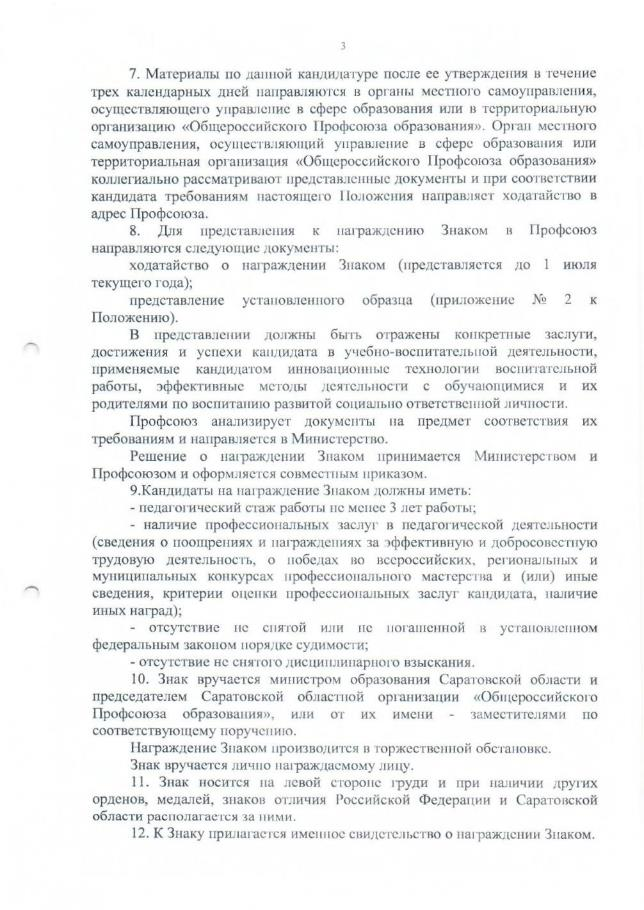 3
7. Материалы по данной кандидатуре после ее утверждения в течение
трех календарных дней направляются в органы местного самоуправления,
осуществляющего управление в сфере образования или в территориальную
организацию «Общероссийского Профсоюза образования». Орган местного
самоуправления, осуществляющий управление в сфере образования или
территориальная организация «Общероссийского Профсоюза образования»
коллегиально рассматривают представленные документы и при соответствии
кандидата требованиям настоящего Положения направляет ходатайство в
адрес Профсоюза.
8. Для представления к награждению Знаком в Профсоюз
направляются следующие документы:
ходатайство о награждении Знаком (представляется до 1 июля
текущего года);
представление установленного образца (приложение № 2 к
Положению).
В представлении должны быть отражены конкретные заслуги,
достижения и успехи кандидата в учебно-воспитательной деятельности,
применяемые кандидатом инновационные технологии воспитательной
работы, эффективные методы деятельности с обучающимися и их
родителями по воспитанию развитой социально ответственной личности.
Профсоюз анализирует документы на предмет соответствия их
требованиям и направляется в Министерство.
Решение о награждении Знаком принимается Министерством и
Профсоюзом и оформляется совместным приказом.
9.Кандидаты на награждение Знаком должны иметь:
- педагогический стаж работы не менее 3 лет работы;
- наличие профессиональных заслуг в педагогической деятельности
(сведения о поощрениях и награждениях за эффективную и добросовестную
трудовую деятельность, о победах во всероссийских, региональных и
муниципальных конкурсах профессионального мастерства и (или) иные
сведения, критерии оценки профессиональных заслуг кандидата, наличие
иных наград);
- отсутствие не снятой или не погашенной в установленном
федеральным законом порядке судимости;
- отсутствие не снятого дисциплинарного взыскания.
10. Знак вручается министром образования Саратовской области и
председателем Саратовской областной организации «Общероссийского
Профсоюза образования», или от их имени - заместителями по
соответствующему поручению.
Награждение Знаком производится в торжественной обстановке.
Знак вручается лично награждаемому лицу.
11. Знак носится на левой стороне груди и при наличии других
орденов, медалей, знаков отличия Российской Федерации и Саратовской
области располагается за ними.
12. К Знаку прилагается именное свидетельство о награждении Знаком.